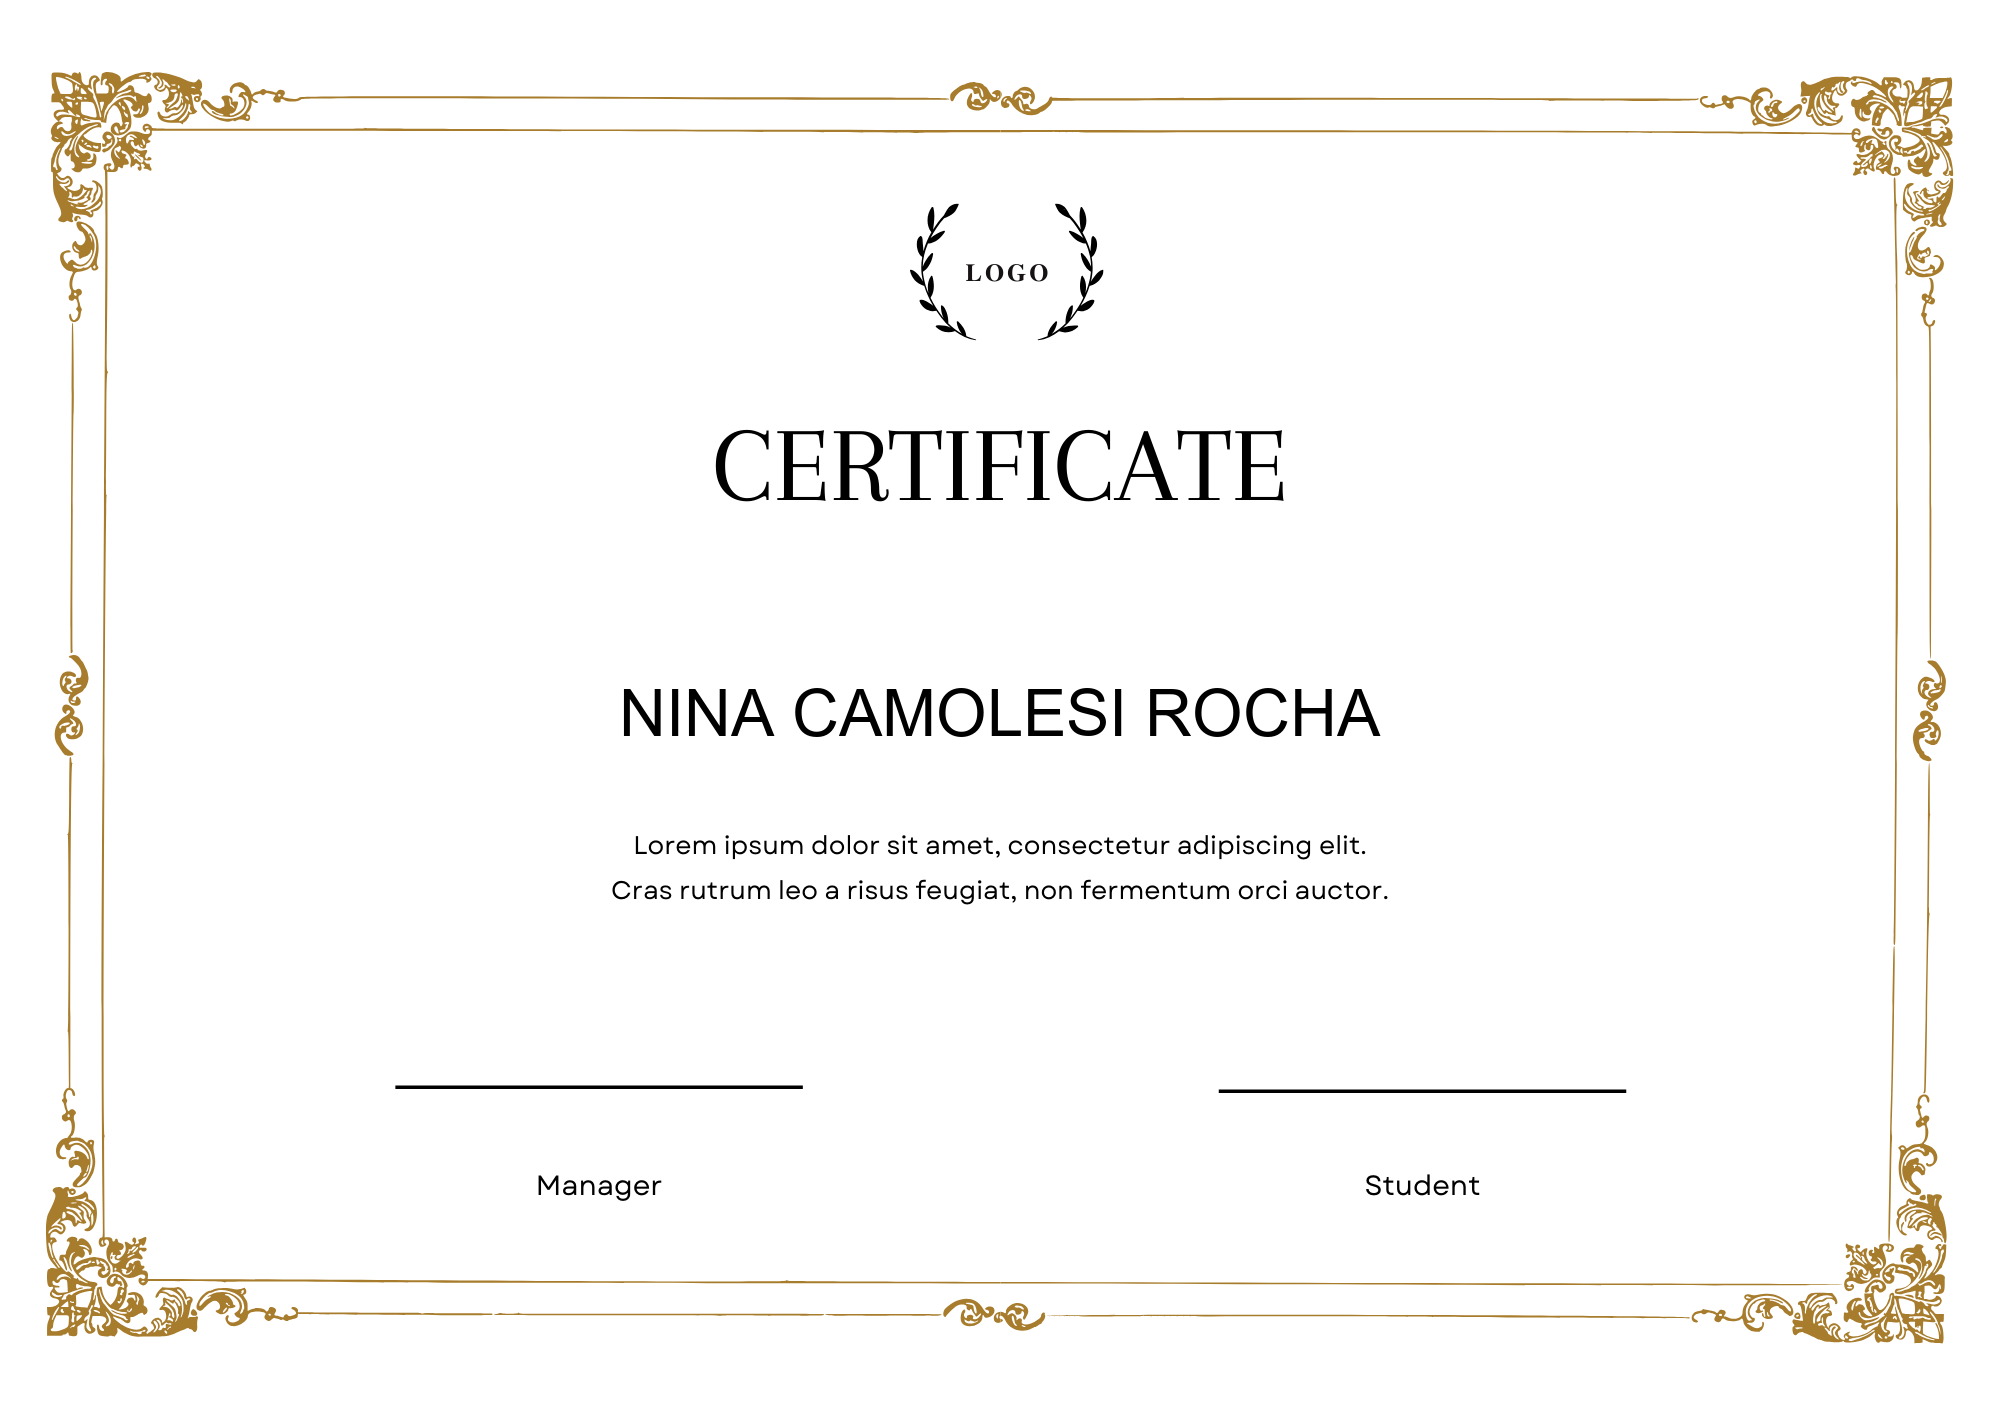 LOGO
CERTIFICATE
NINA CAMOLESI ROCHA
Lorem ipsum dolor sit amet, consectetur adipiscing elit.
Cras rutrum leo a risus feugiat, non fermentum orci auctor.
Manager
Student